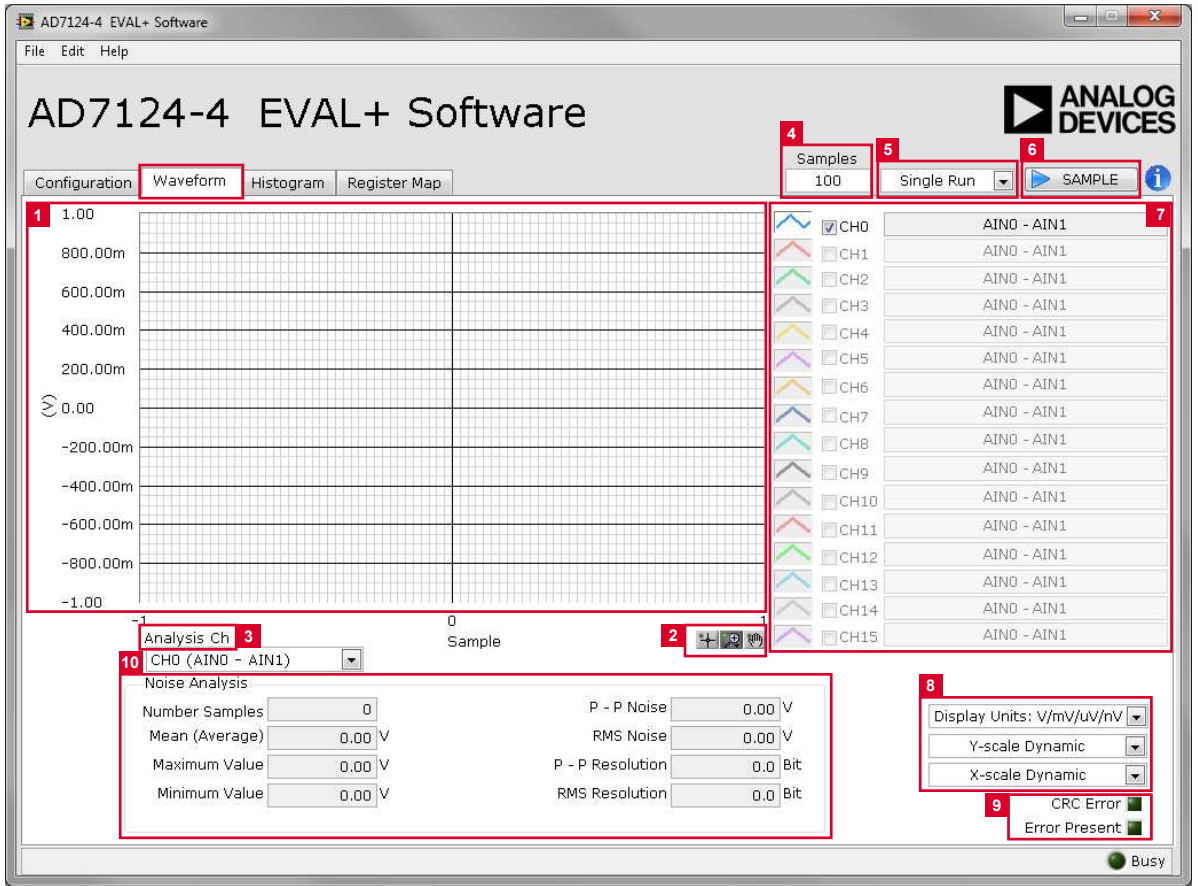 AD7124-4 EVAL+ Software
File Edit Help
AD7124-4 EVAL+ Software
ANALOG
DEVICES
4
5
6
Samples
100
Single Run
SAMPLE
i
Configuration Waveform Histogram Register Map
1
7
1.00
800.00m
600.00m
400.00m
200.00m
0.00
-200.00m
-400.00m
-600.00m
-800.00m
-1.00
(V)
-1 0 1
Sample
CH0 AIN0 - AIN1
CH1 AIN0 - AIN1
CH2 AIN0 - AIN1
CH3 AIN0 - AIN1
CH4 AIN0 - AIN1
CH5 AIN0 - AIN1
CH6 AIN0 - AIN1
CH7 AIN0 - AIN1
CH8 AIN0 - AIN1
CH9 AIN0 - AIN1
CH10 AIN0 - AIN1
CH11 AIN0 - AIN1
CH12 AIN0 - AIN1
CH13 AIN0 - AIN1
CH14 AIN0 - AIN1
CH15 AIN0 - AIN1
Analysis Ch 3
2
10
CH0 (AIN0 - AIN1)
Noise Analysis
Number Samples 0
Mean (Average) 0.00 V
Maximum Value 0.00 V
Minimum Value 0.00 V
P - P Noise 0.00 V
RMS Noise 0.00 V
P - P Resolution 0.0 Bit
RMS Resolution 0.0 Bit
8
Display Units: V/mV/uV/nV
Y-scale Dynamic
X-scale Dynamic
9
CRC Error
Error Present
Busy